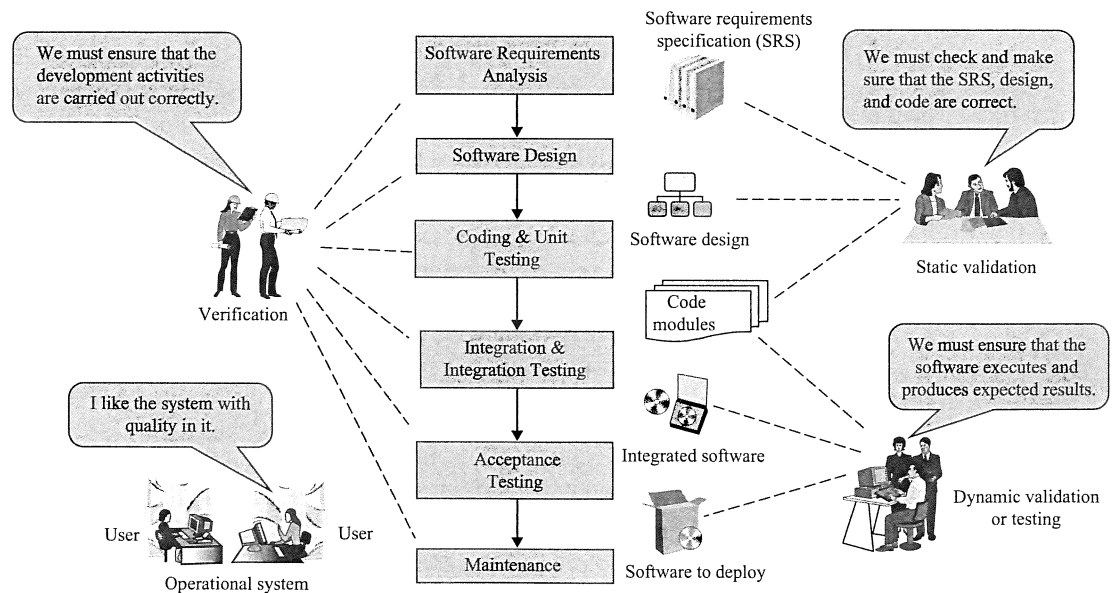 We must ensure that the
development activities
are carried out correctly.
Verification
I like the system with
quality in it.
User
User
Operational system
Software Requirements
Analysis
Software Design
Coding & Unit
Testing
Integration &
Integration Testing
Acceptance
Testing
Maintenance
Software requirements
specification (SRS)
Software design
Code
modules
Integrated software
Software to deploy
We must check and make
sure that the SRS, design,
and code are correct.
Static validation
We must ensure that the
software executes and
produces expected results.
Dynamic validation
or testing